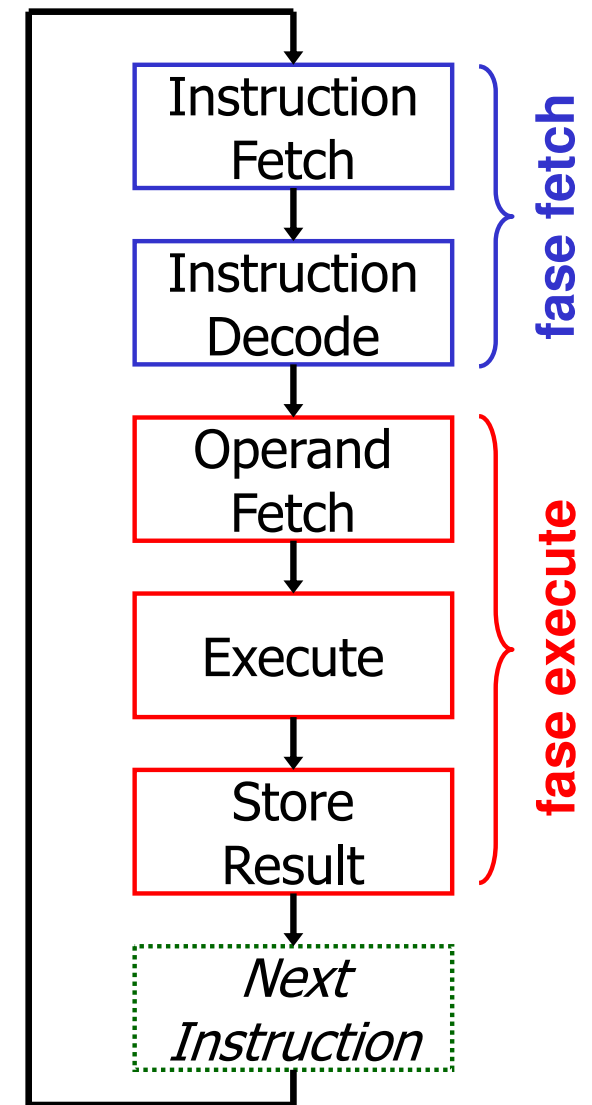 Instruction
Fetch
Instruction
Decode
fase fetch
Operand
Fetch
Execute
Store
Result
fase execute
Next
Instruction